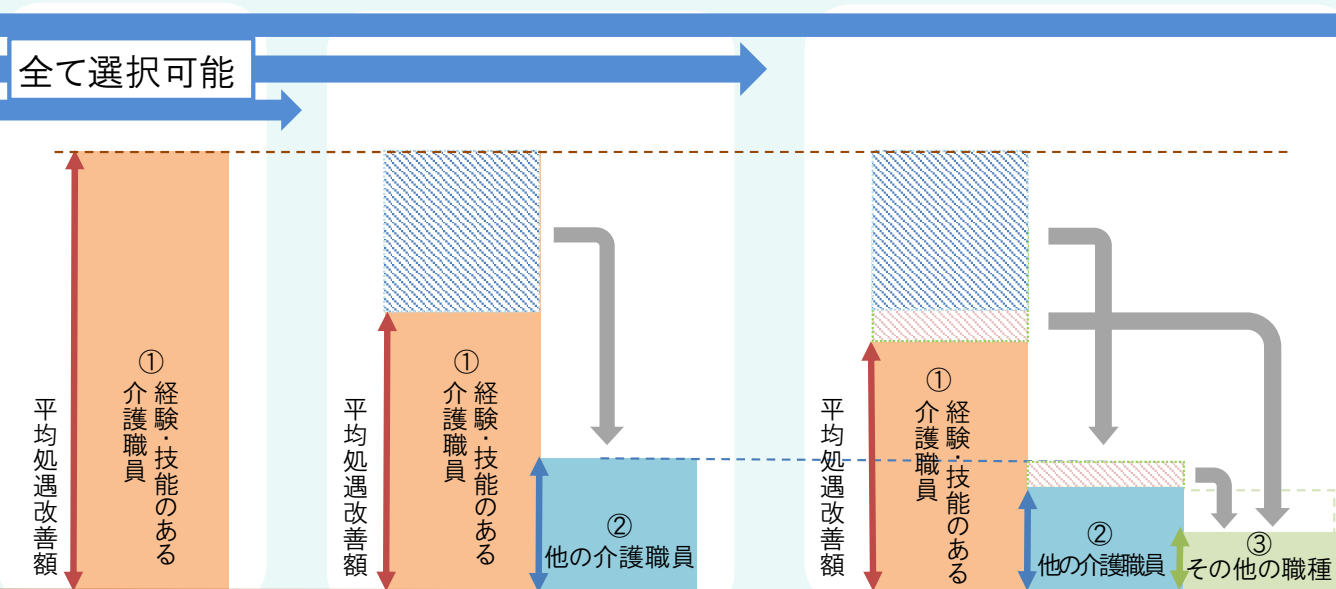 全て選択可能
平均処遇改善額
①
経験・技能のある
介護職員
平均処遇改善額
①
経験・技能のある
介護職員
②
他の介護職員
平均処遇改善額
①
経験・技能のある
介護職員
②
他の介護職員
③
その他の職種